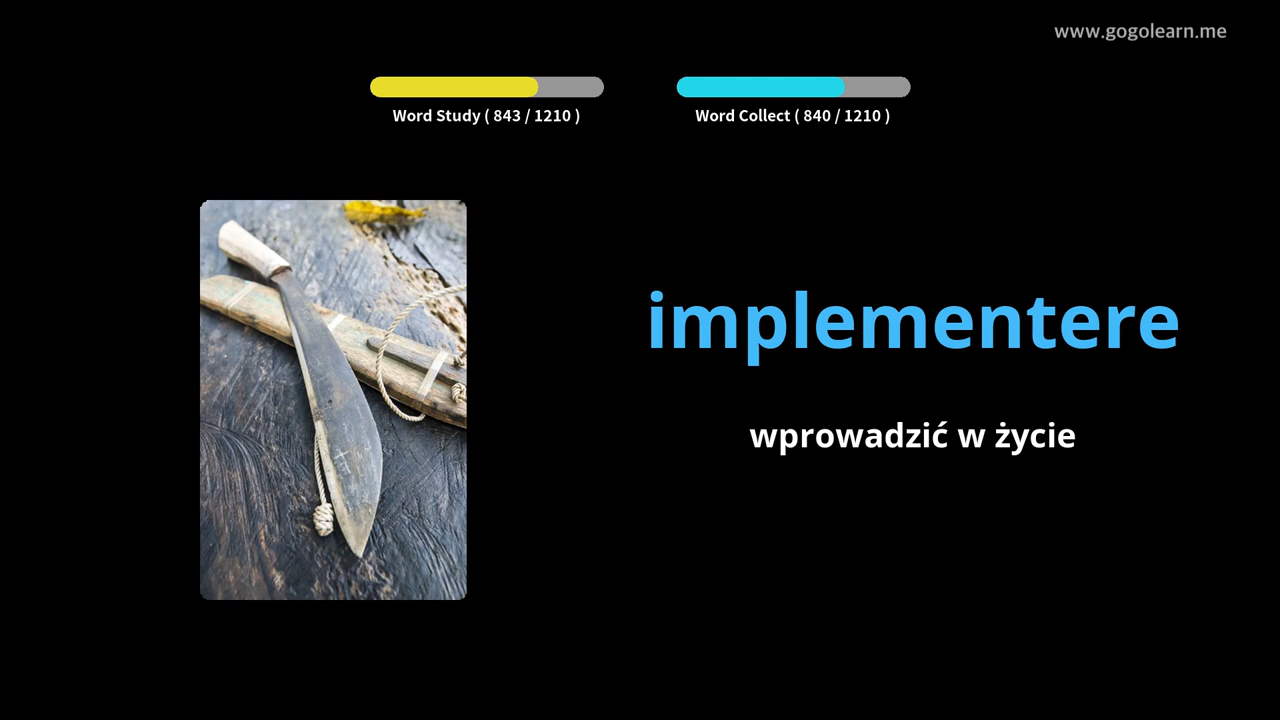 www.gogolearn.me
Word Study ( 843 / 1210 )
Word Collect ( 840 / 1210 )
implementere
wprowadzić w życie